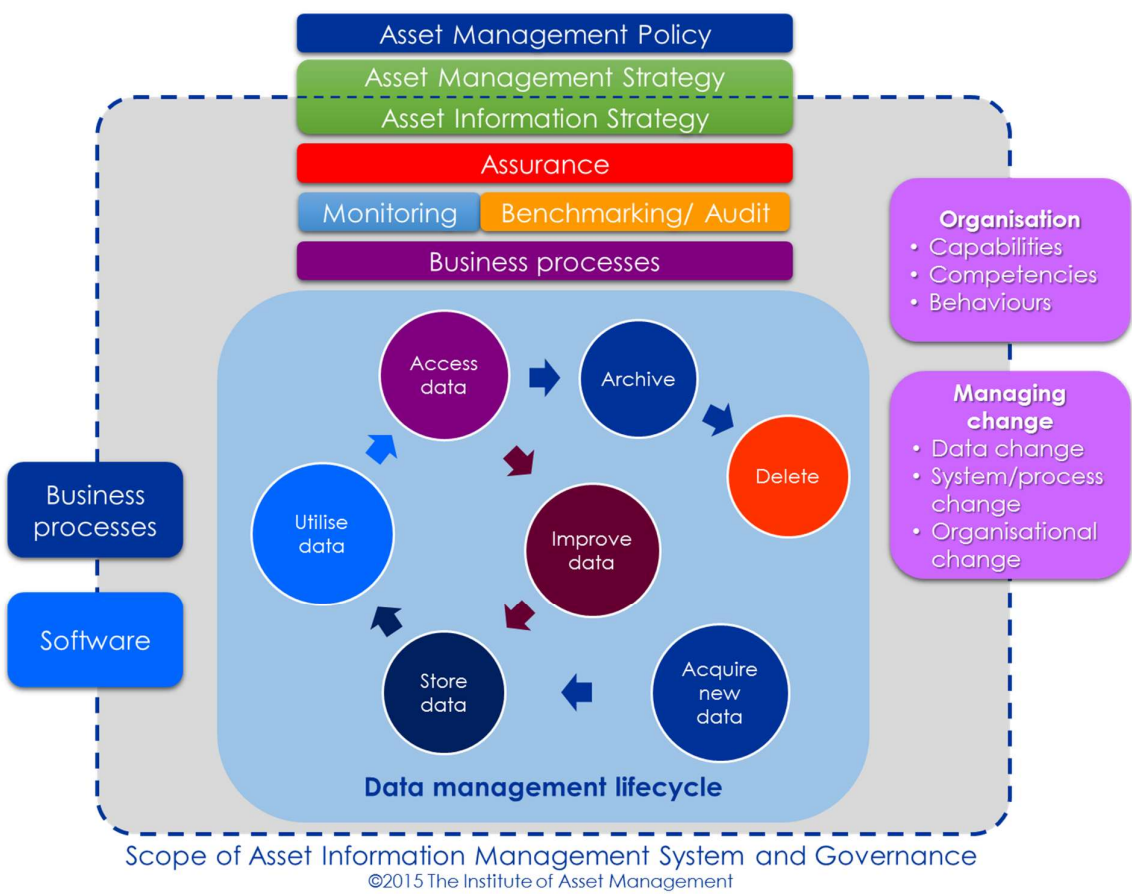 Asset Management Policy
Asset Management Strategy
Asset Information Strategy
Assurance
Monitoring
Benchmarking/ Audit
Business processes
Organisation
• Capabilities
• Competencies
• Behaviours
Managing
change
• Data change
• System/process
change
• Organisational
change
Business
processes
Software
Access
data
Archive
Delete
Utilise
data
Improve
data
Store
data
Acquire
new
data
Data management lifecycle
Scope of Asset Information Management System and Governance
©2015 The Institute of Asset Management